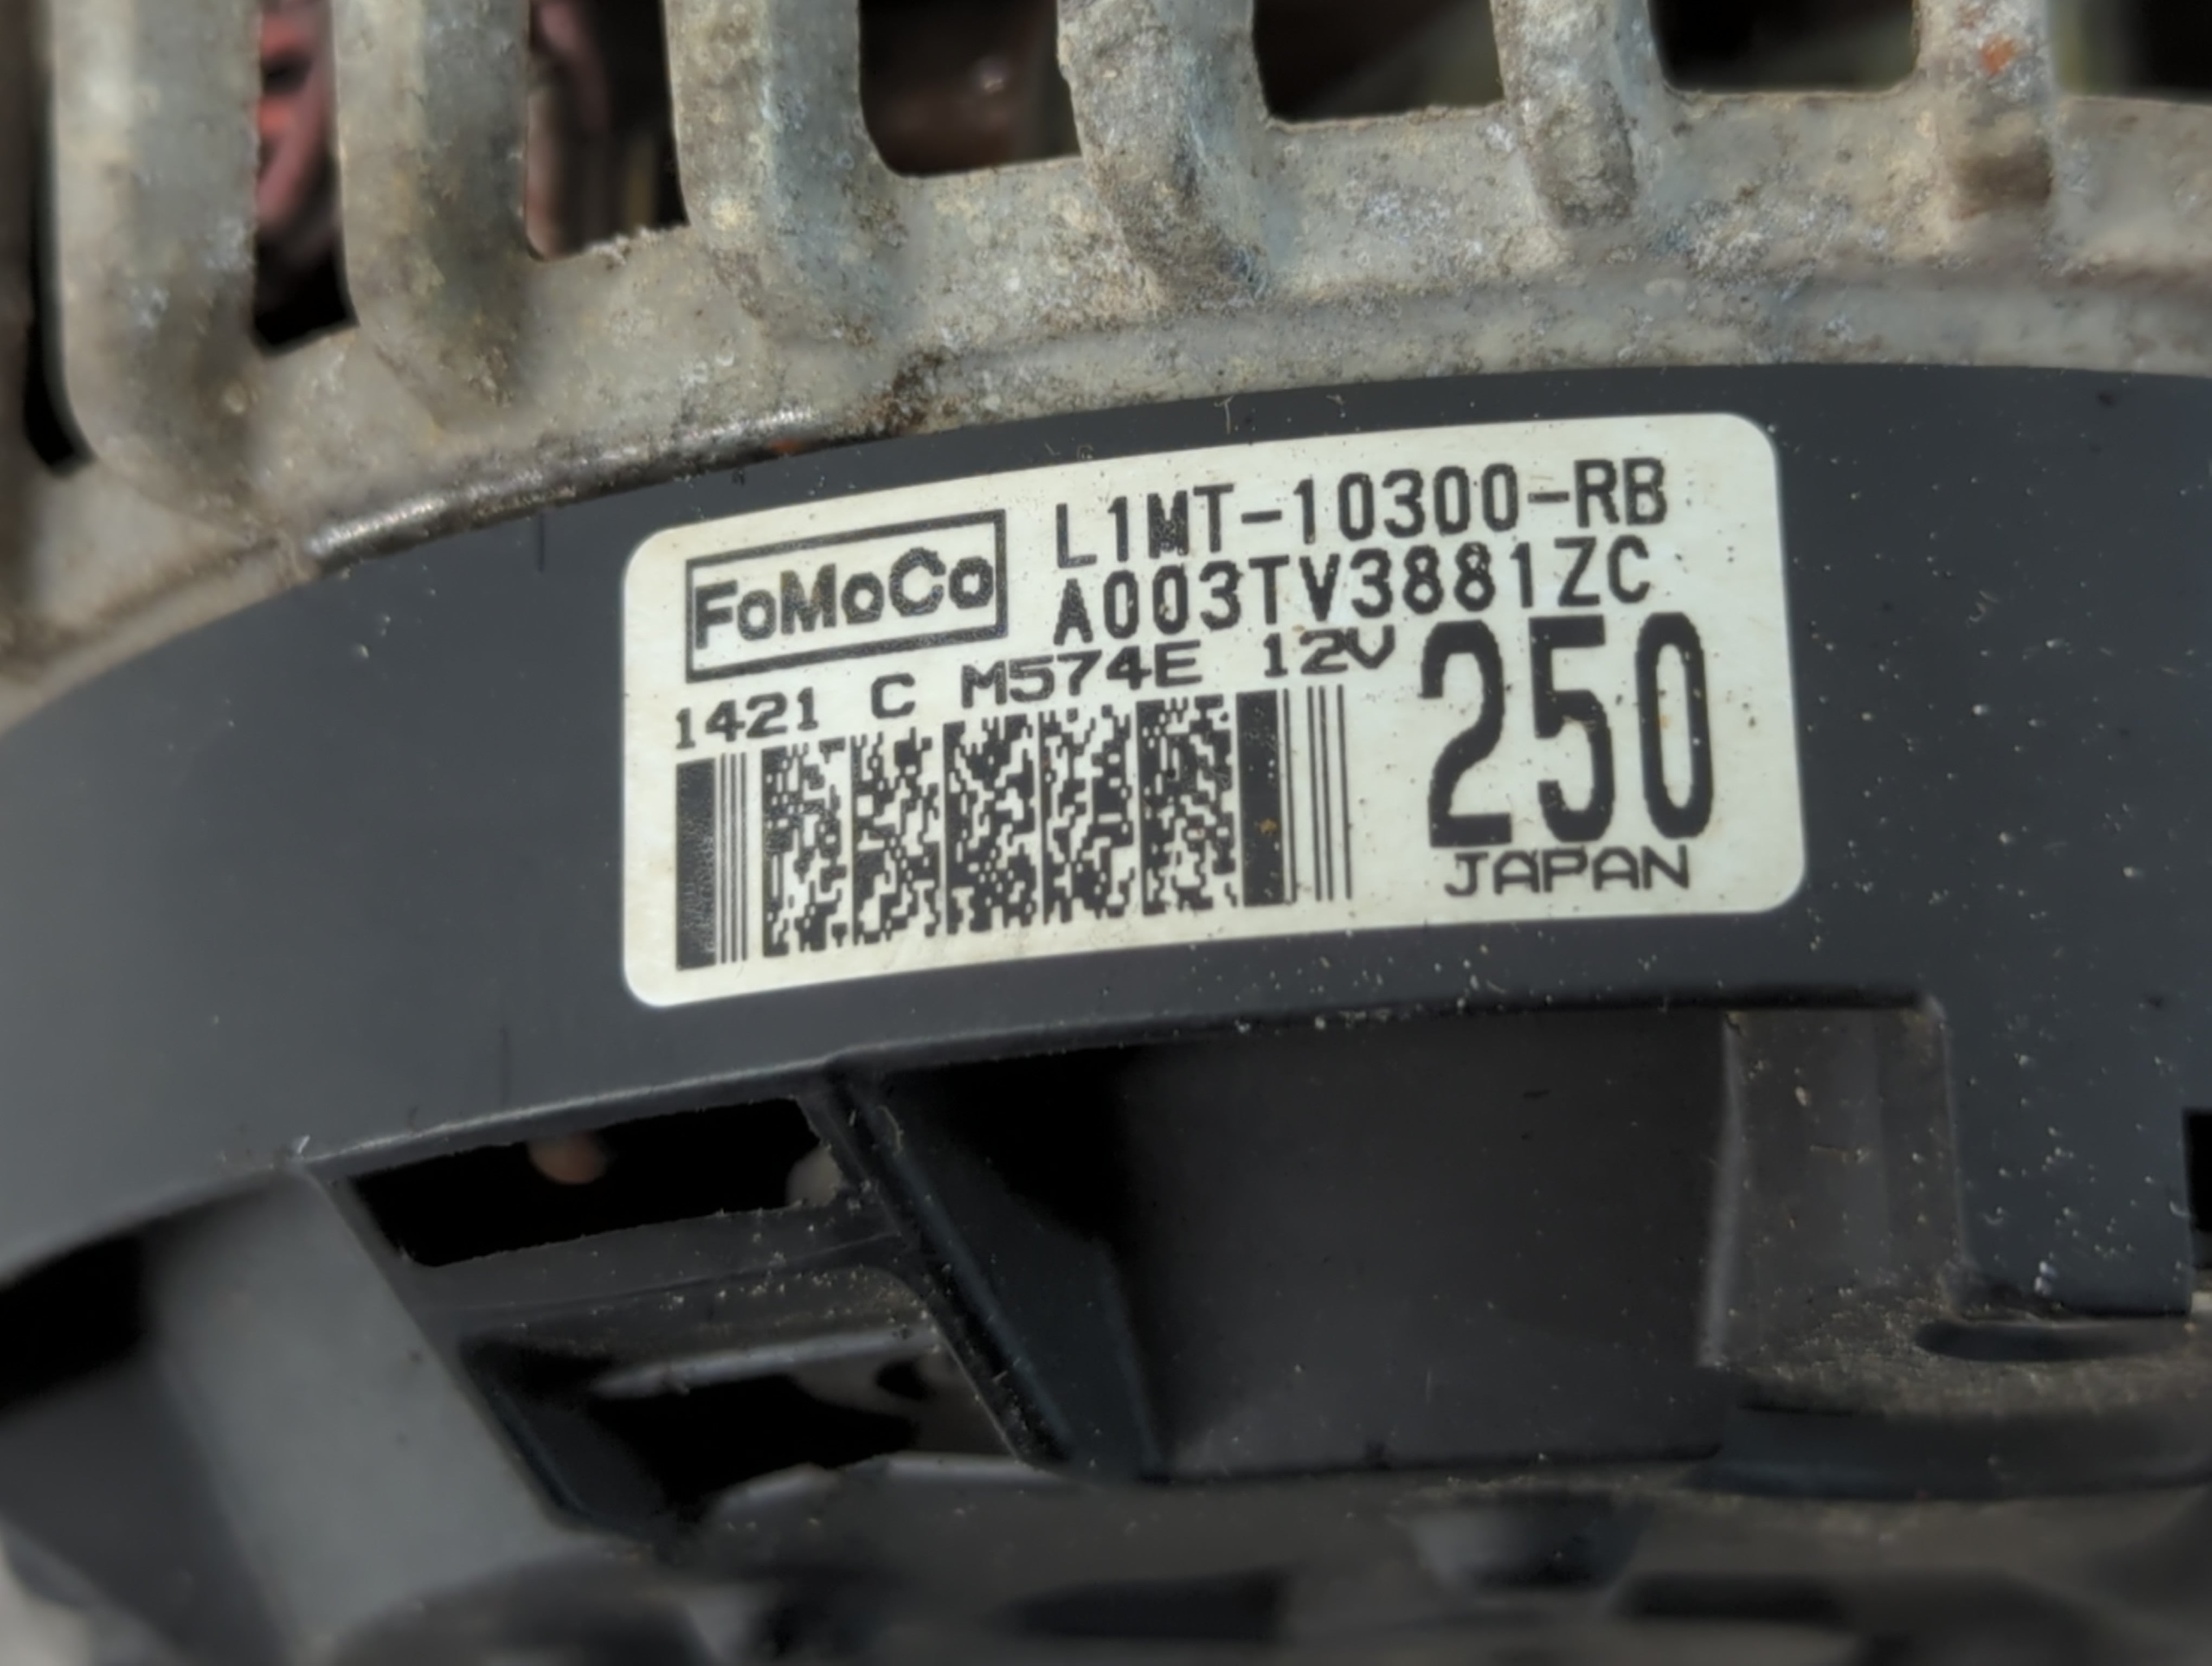 FoMoCo
L1MT-10300-RB
A003TV3881ZC
1421 C M574E 12V
250
JAPAN